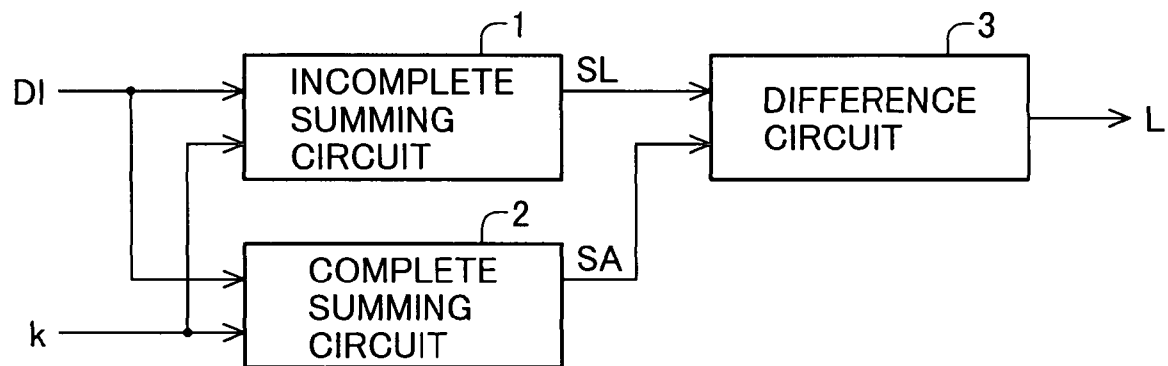 1
3
DI
INCOMPLETE
SUMMING
CIRCUIT
SL
DIFFERENCE
CIRCUIT
L
2
k
COMPLETE
SUMMING
CIRCUIT
SA